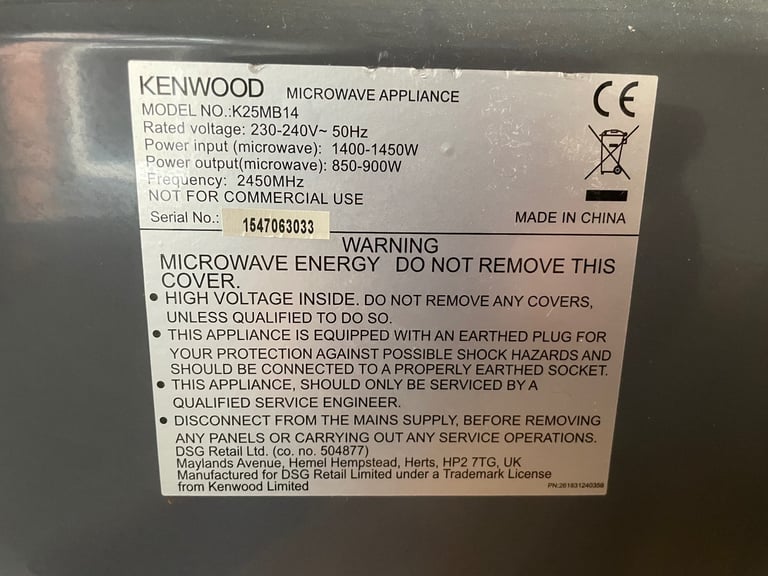 KENWOOD MICROWAVE APPLIANCE
MODEL NO.:K25MB14
Rated voltage: 230-240V~ 50Hz
Power input (microwave): 1400-1450W
Power output(microwave): 850-900W
Frequency: 2450MHz
NOT FOR COMMERCIAL USE
Serial No.: 1547063033
CE
MADE IN CHINA
WARNING
MICROWAVE ENERGY DO NOT REMOVE THIS
COVER.
• HIGH VOLTAGE INSIDE. DO NOT REMOVE ANY COVERS,
UNLESS QUALIFIED TO DO SO.
• THIS APPLIANCE IS EQUIPPED WITH AN EARTHED PLUG FOR
YOUR PROTECTION AGAINST POSSIBLE SHOCK HAZARDS AND
SHOULD BE CONNECTED TO A PROPERLY EARTHED SOCKET.
• THIS APPLIANCE, SHOULD ONLY BE SERVICED BY A
QUALIFIED SERVICE ENGINEER.
• DISCONNECT FROM THE MAINS SUPPLY, BEFORE REMOVING
ANY PANELS OR CARRYING OUT ANY SERVICE OPERATIONS.
DSG Retail Ltd. (co. no. 504877)
Maylands Avenue, Hemel Hempstead, Herts, HP2 7TG, UK
Manufactured for DSG Retail Limited under a Trademark License
from Kenwood Limited
PN:261831240358